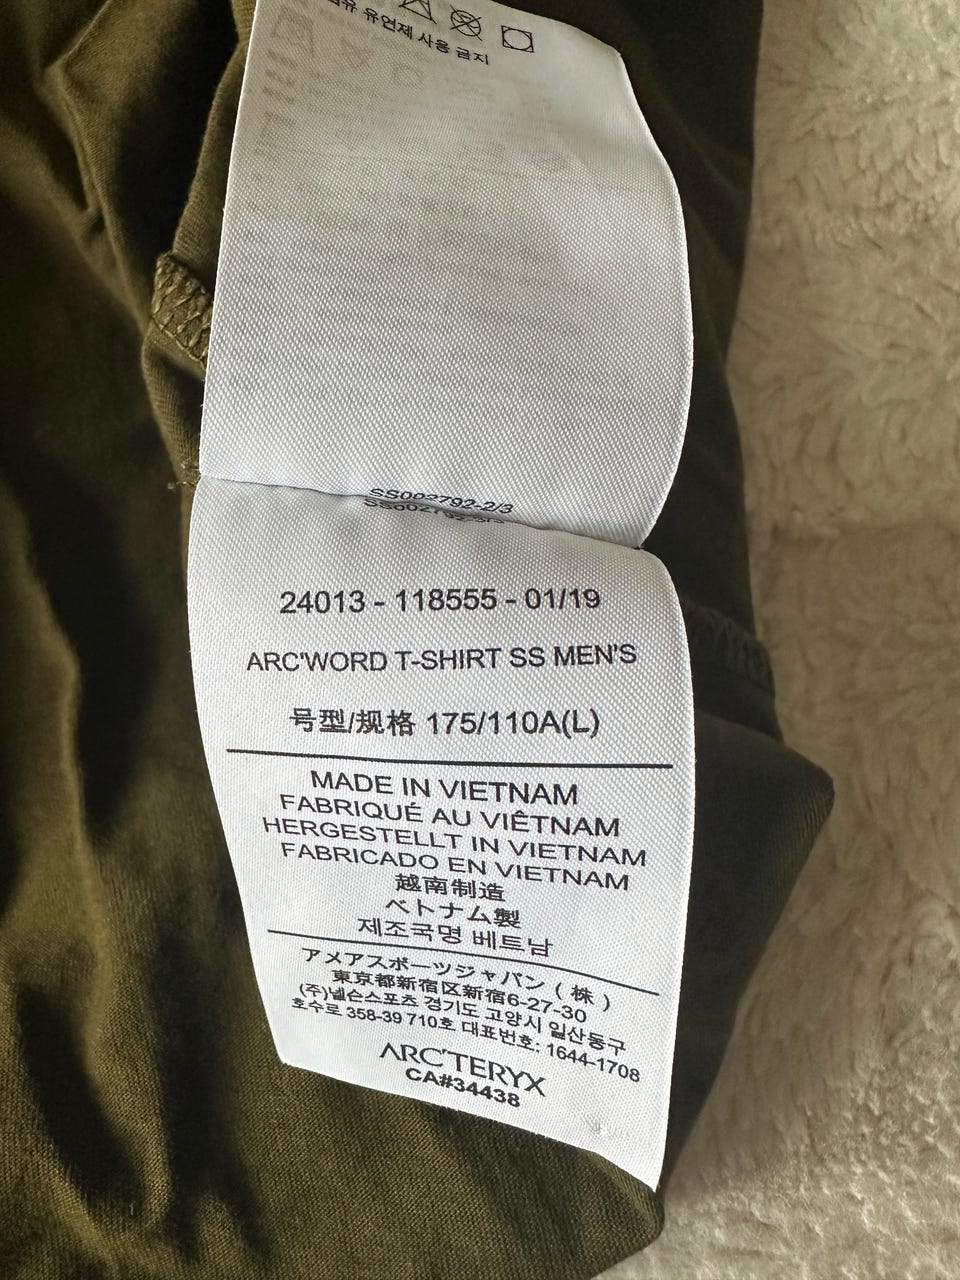 유연제 사용 금지
SS002792-2/3
24013 - 118555 - 01/19
ARC'WORD T-SHIRT SS MEN'S
号型/规格 175/110A(L)
MADE IN VIETNAM
FABRIQUÉ AU VIÊTNAM
HERGESTELLT IN VIETNAM
FABRICADO EN VIETNAM
越南制造
ベトナム製
제조국명 베트남
アメアスポーツジャパン（株）
東京都新宿区新宿6-27-30
(주)넬슨스포츠 경기도 고양시 일산동구
호수로 358-39 710호 대표번호: 1644-1708
ARC'TERYX
CA#34438